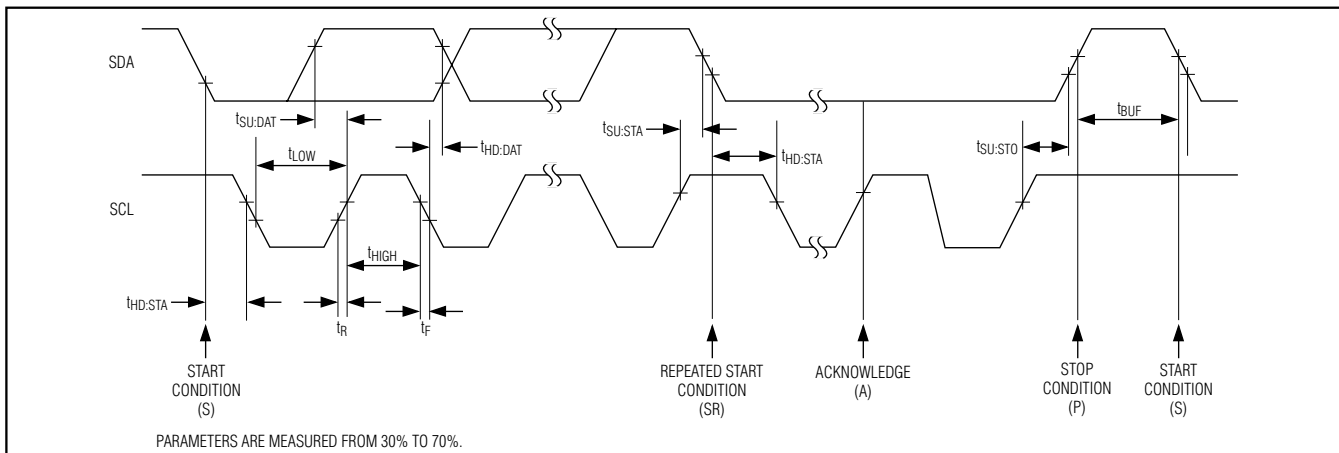 SDA
tSU:DAT
tLOW
tHD:DAT
tSU:STA
tHD:STA
tSU:STO
tBUF
SCL
tHIGH
tHD:STA
tR
tF
START
CONDITION
(S)
REPEATED START
CONDITION
(SR)
ACKNOWLEDGE
(A)
STOP
CONDITION
(P)
START
CONDITION
(S)
PARAMETERS ARE MEASURED FROM 30% TO 70%.